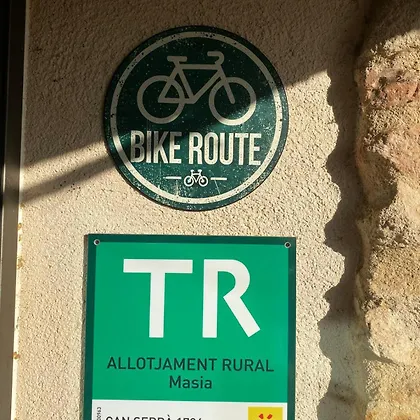 BIKE ROUTE
TR
ALLOTJAMENT RURAL
Masia